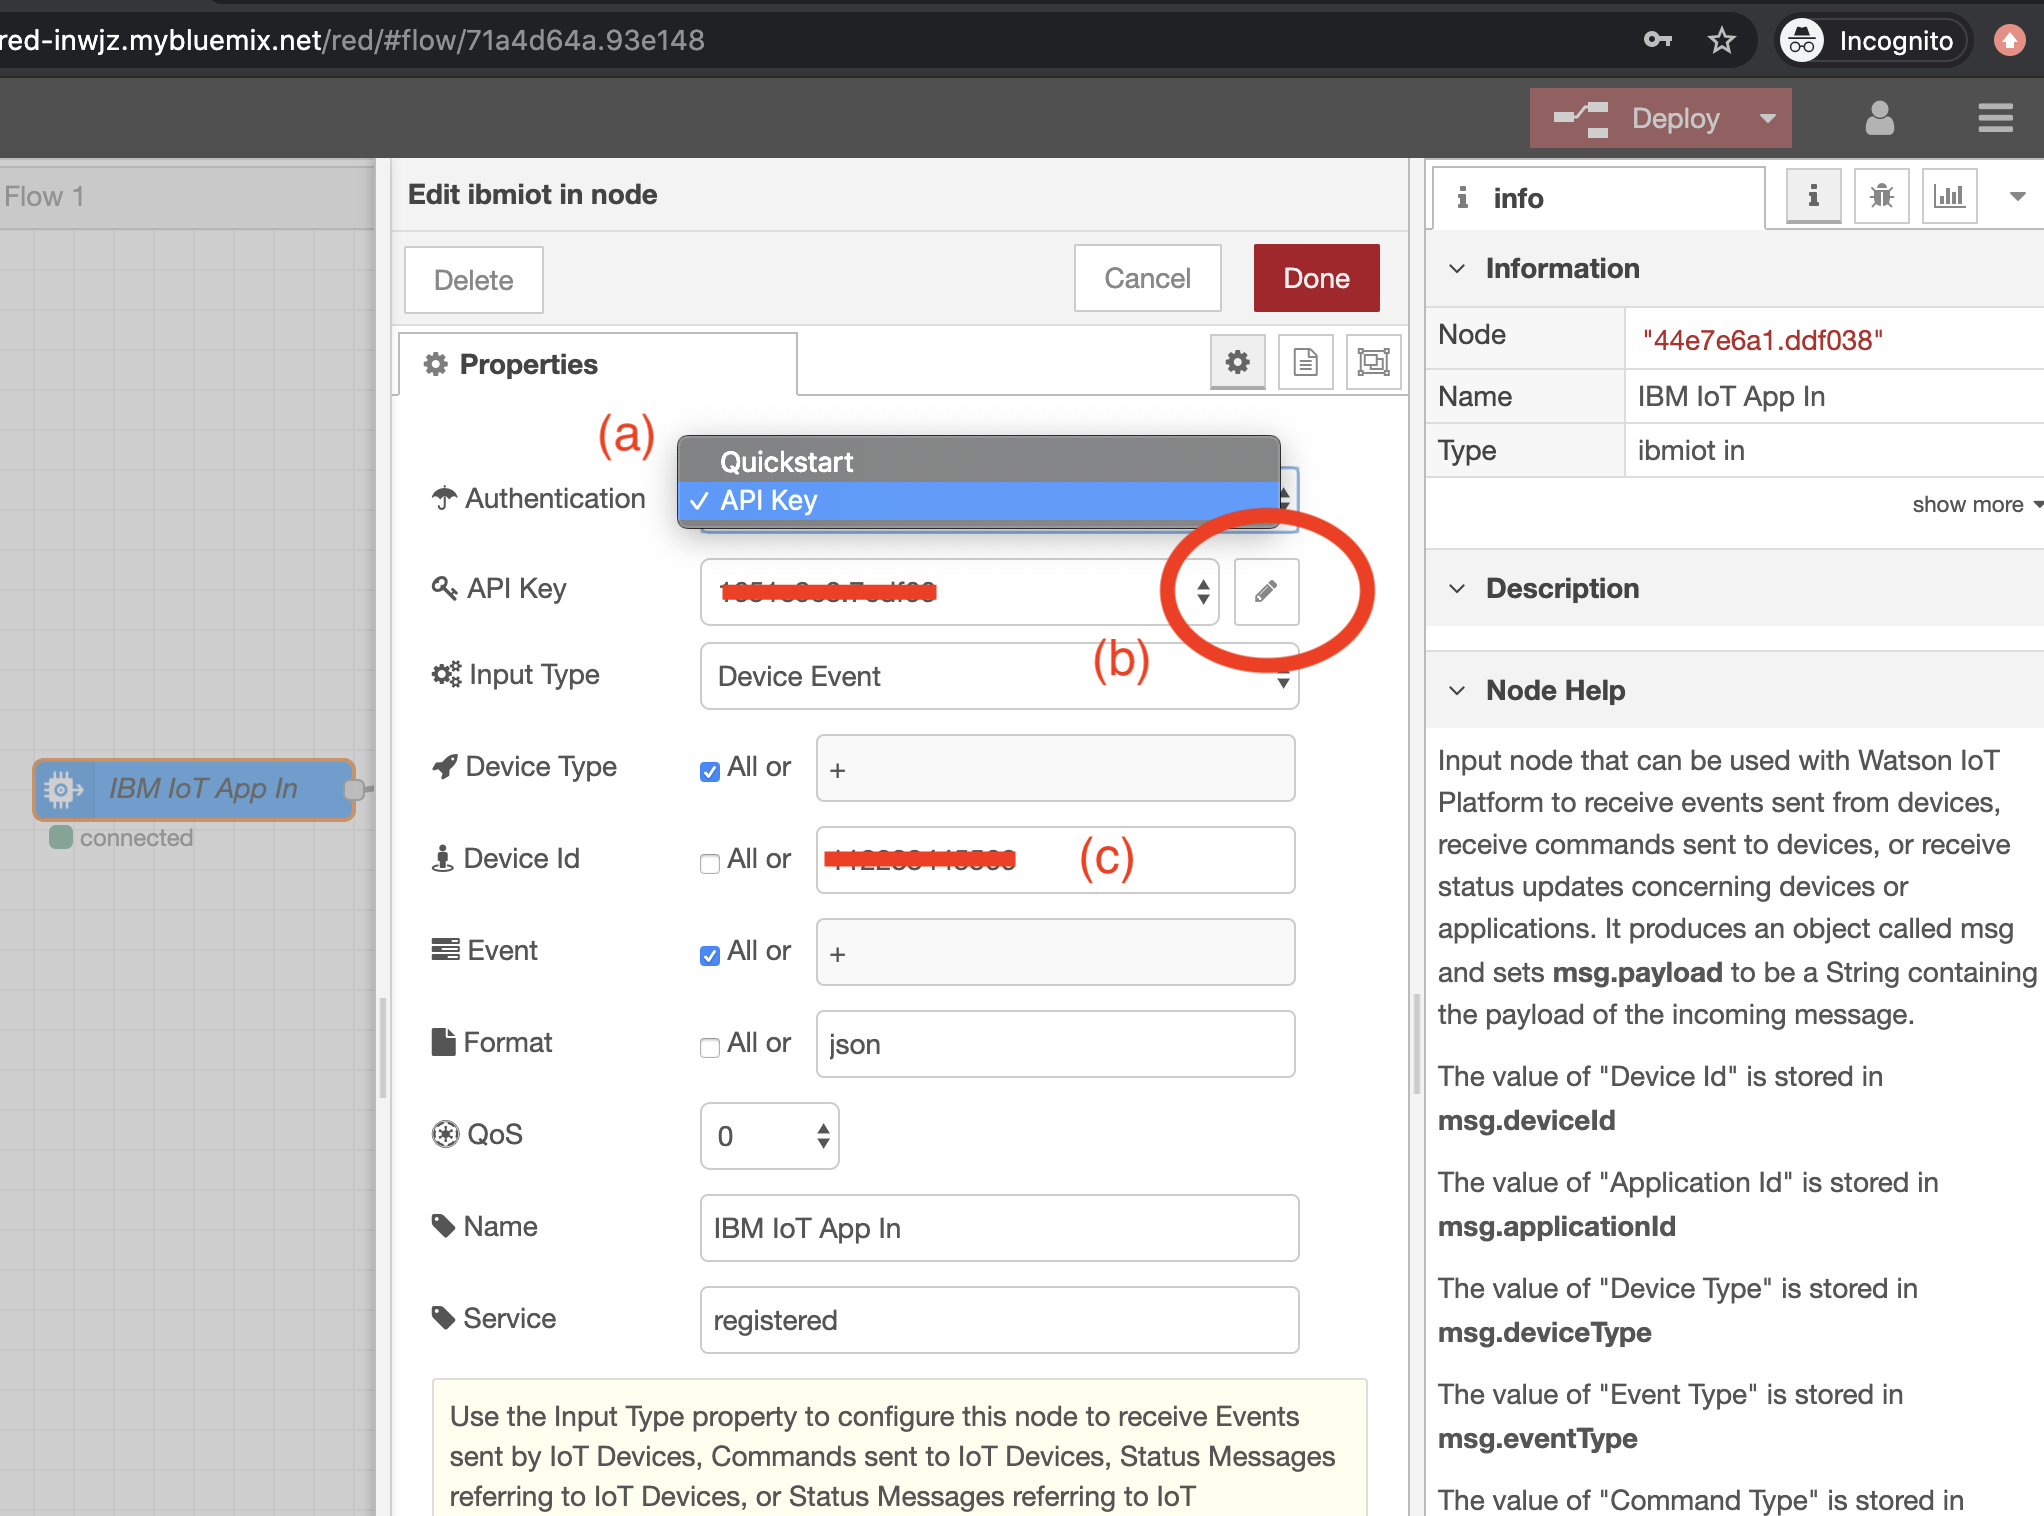 red-inwjz.mybluemix.net/red/#flow/71a4d64a.93e148
Incognito
Deploy
Flow 1
Edit ibmiot in node
Delete
Cancel
Done
Properties
(a)
Quickstart
Authentication
✓ API Key
API Key
(b)
Input Type
Device Event
Device Type
All or
+
Device Id
All or
(c)
Event
All or
+
Format
All or
json
QoS
0
Name
IBM IoT App In
Service
registered
Use the Input Type property to configure this node to receive Events
sent by IoT Devices, Commands sent to IoT Devices, Status Messages
referring to IoT Devices, or Status Messages referring to IoT
IBM IoT App In
connected
i info
i
Information
Node
"44e7e6a1.ddf038"
Name
IBM IoT App In
Type
ibmiot in
show more
Description
Node Help
Input node that can be used with Watson IoT
Platform to receive events sent from devices,
receive commands sent to devices, or receive
status updates concerning devices or
applications. It produces an object called msg
and sets msg.payload to be a String containing
the payload of the incoming message.
The value of "Device Id" is stored in
msg.deviceId
The value of "Application Id" is stored in
msg.applicationId
The value of "Device Type" is stored in
msg.deviceType
The value of "Event Type" is stored in
msg.eventType
The value of "Command Type" is stored in